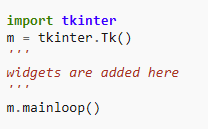 import tkinter
m = tkinter.Tk()
'''
widgets are added here
'''
m.mainloop()